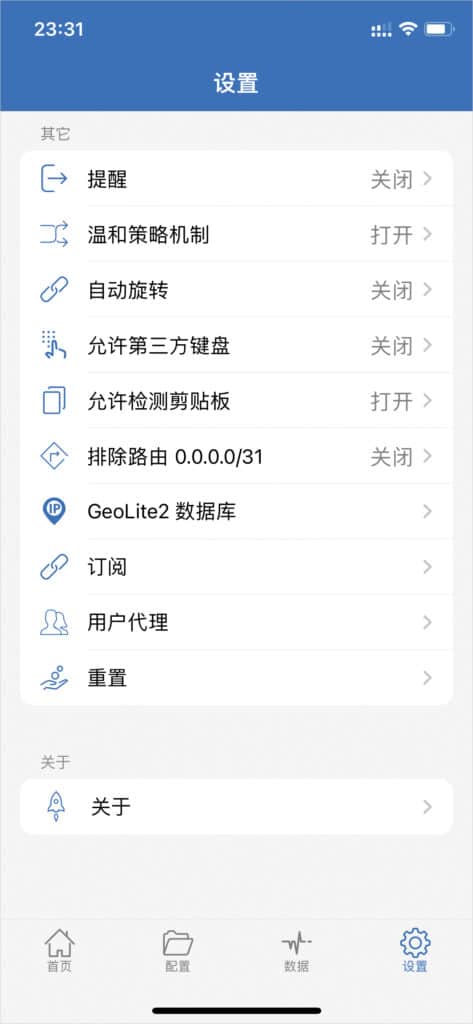 23:31
设置
其它
提醒 关闭
温和策略机制 打开
自动旋转 关闭
允许第三方键盘 关闭
允许检测剪贴板 打开
排除路由 0.0.0.0/31 关闭
IP GeoLite2 数据库
订阅
用户代理
重置
关于
关于
首页 配置 数据 设置